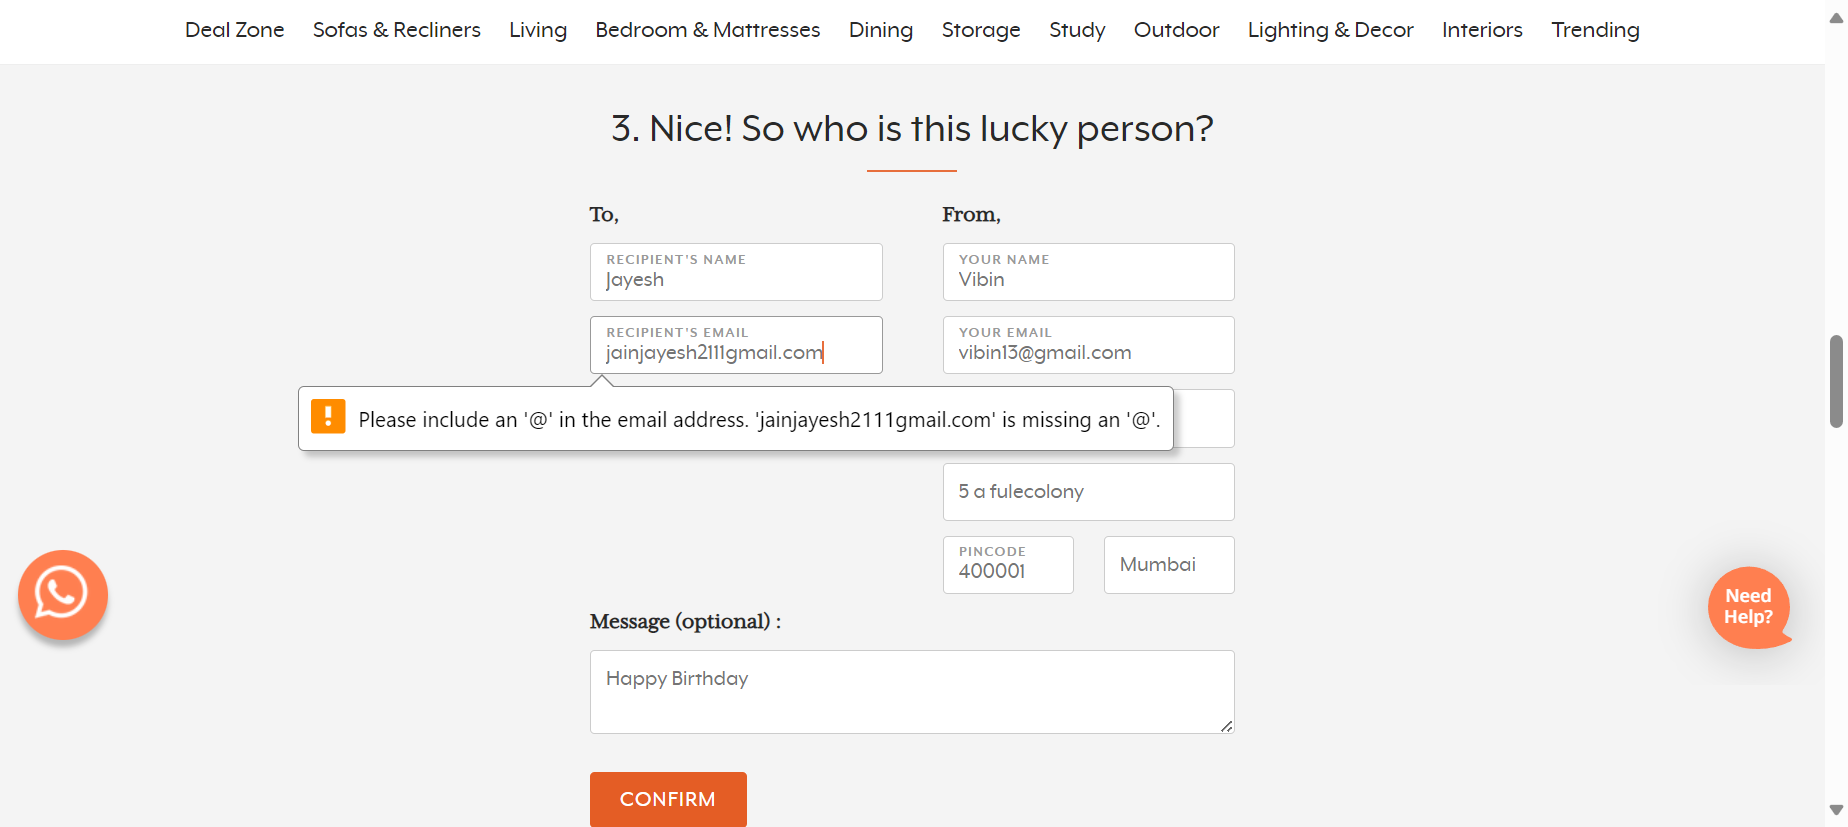 Deal Zone Sofas & Recliners Living Bedroom & Mattresses Dining Storage Study Outdoor Lighting & Decor Interiors Trending
3. Nice! So who is this lucky person?
To,
RECIPIENT'S NAME
Jayesh
RECIPIENT'S EMAIL
jainjayesh2111gmail.com
Please include an '@' in the email address. 'jainjayesh2111gmail.com' is missing an '@'.
From,
YOUR NAME
Vibin
YOUR EMAIL
vibin13@gmail.com
5 a fulecolony
PINCODE
400001
Mumbai
Message (optional) :
Happy Birthday
CONFIRM
Need
Help?